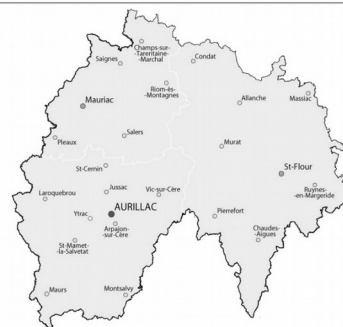 Champs-sur-
Tarentaine-
Marchal
Condat
Saignes
Riom-ès-
Montagnes
Allanche
Massiac
Mauriac
Salers
Pleaux
Murat
St-Cernin
St-Flour
Ruynes-
en-Margeride
Jussac
Vic-sur-Cère
Laroquebrou
AURILLAC
Ytrac
Arpajon-
sur-Cère
Pierrefort
Chaudes-
Aigues
St-Mamet-
la-Salvetat
Maurs
Montsalvy